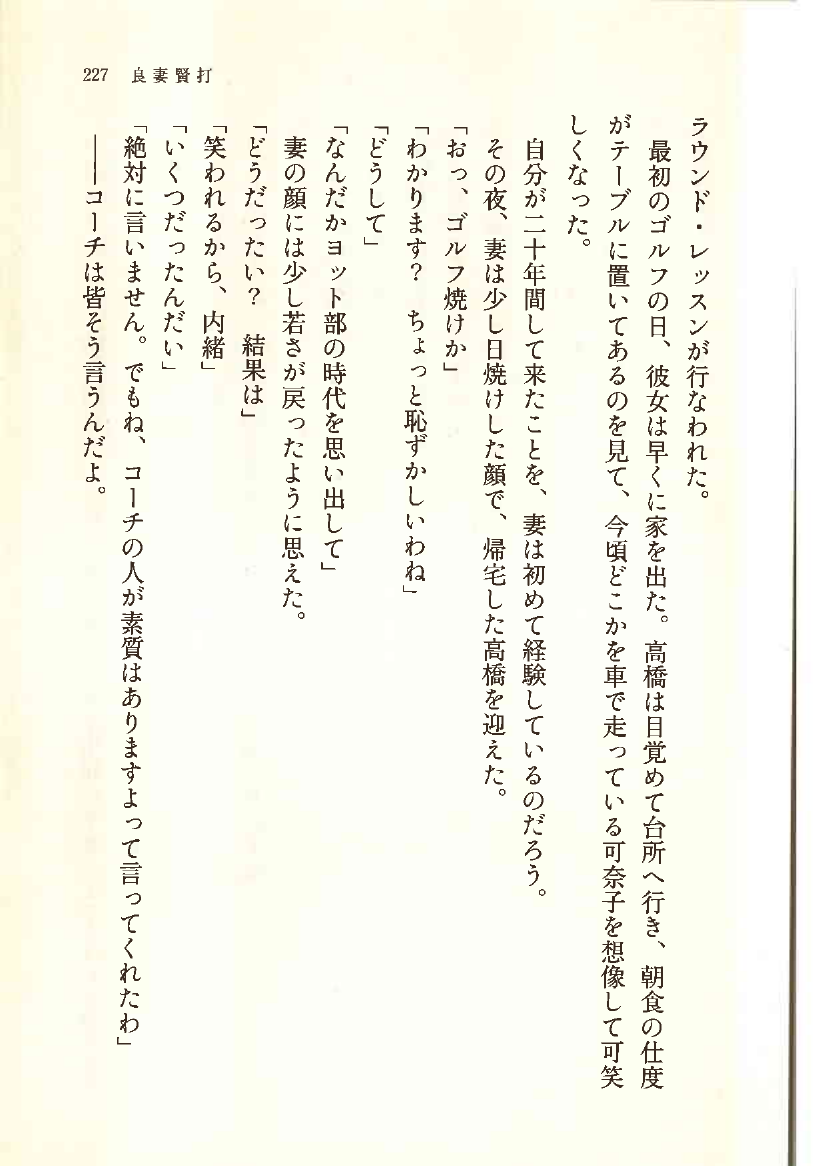 227 良妻賢打
ラウンド・レッスンが行なわれた。
最初のゴルフの日、彼女は早くに家を出た。高橋は目覚めて台所へ行き、朝食の仕度
がテーブルに置いてあるのを見て、今頃どこかを車で走っている可奈子を想像して可笑
しくなった。
自分が二十年間して来たことを、妻は初めて経験しているのだろう。
その夜、妻は少し日焼けした顔で、帰宅した高橋を迎えた。
「おっ、ゴルフ焼けか」
「わかります？　ちょっと恥ずかしいわね」
「どうして」
「なんだかヨット部の時代を思い出して」
妻の顔には少し若さが戻ったように思えた。
「どうだったい？　結果は」
「笑われるから、内緒」
「いくつだったんだい」
「絶対に言いません。でもね、コーチの人が素質はありますよって言ってくれたわ」
――コーチは皆そう言うんだよ。